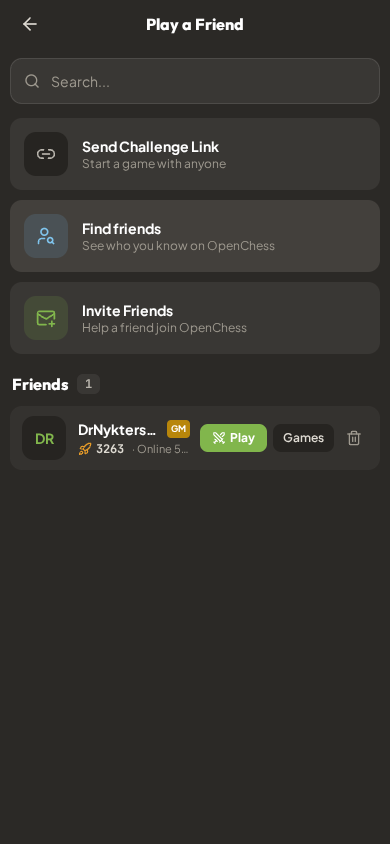 Play a Friend
Search...
Send Challenge Link
Start a game with anyone
Find friends
See who you know on OpenChess
Invite Friends
Help a friend join OpenChess
Friends 1
DR DrNykters... GM Play Games
3263 · Online 5...